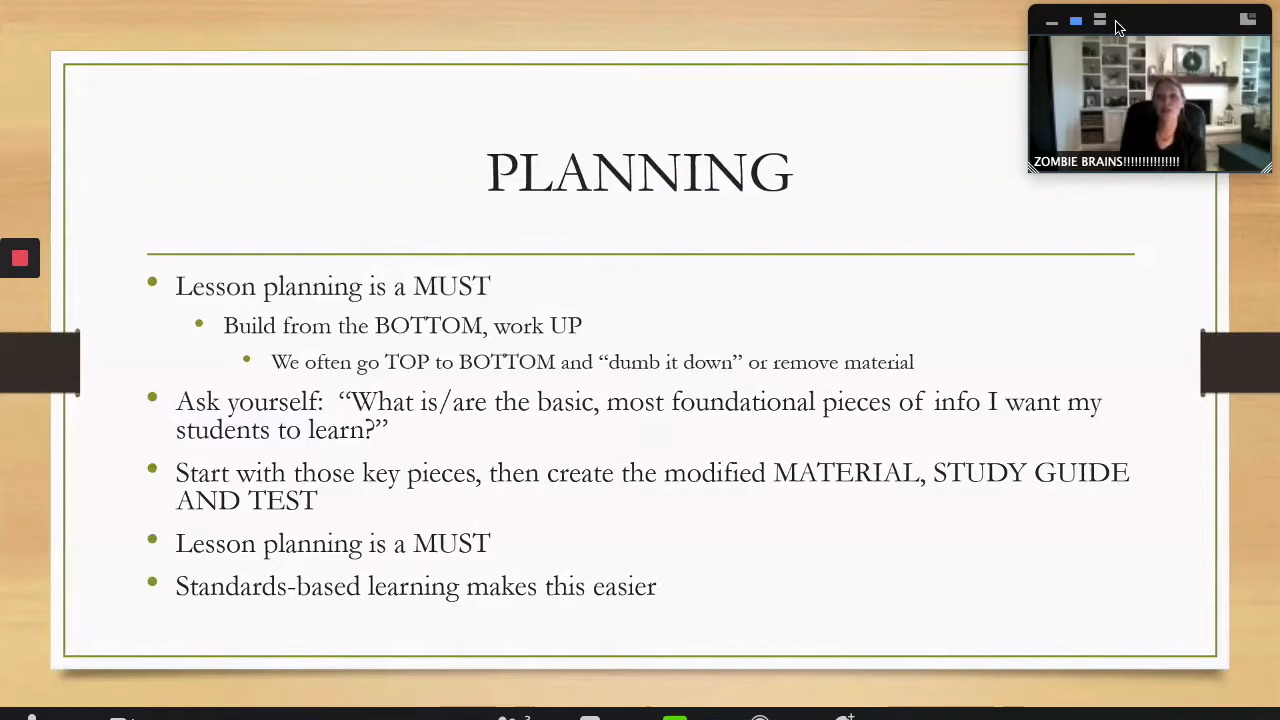 ZOMBIE BRAINS!!!!!!!!!!!!!!!
PLANNING
Lesson planning is a MUST
Build from the BOTTOM, work UP
We often go TOP to BOTTOM and “dumb it down” or remove material
Ask yourself: “What is/are the basic, most foundational pieces of info I want my
students to learn?”
Start with those key pieces, then create the modified MATERIAL, STUDY GUIDE
AND TEST
Lesson planning is a MUST
Standards-based learning makes this easier